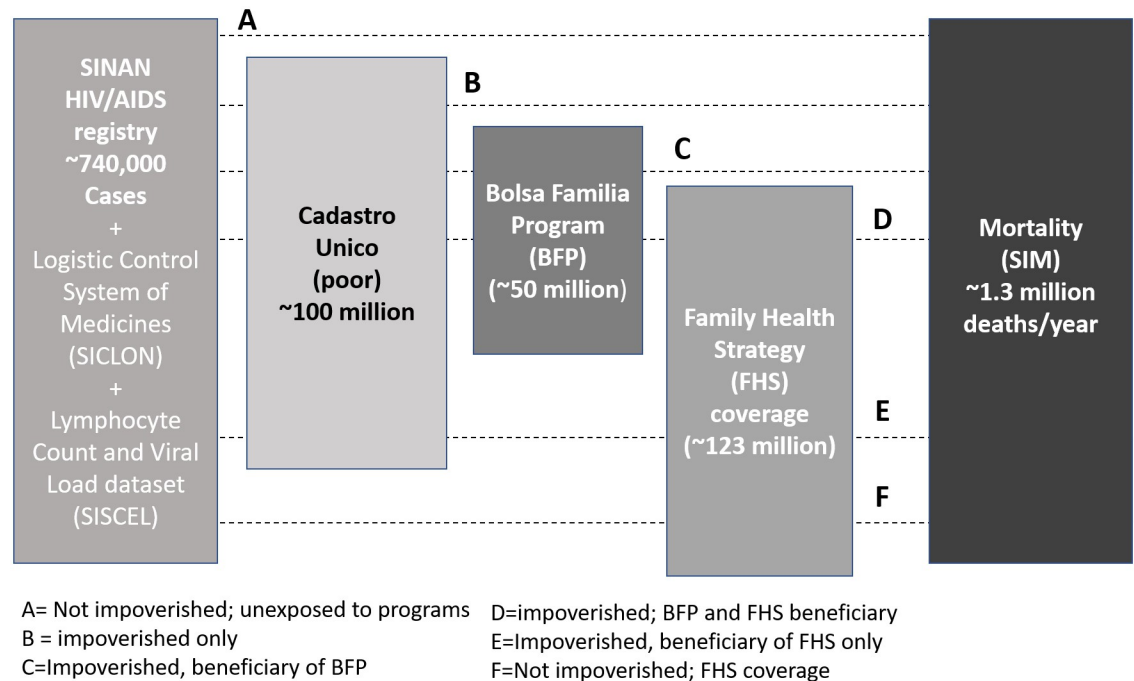 A
SINAN
HIV/AIDS
registry
~740,000
Cases
+
Logistic Control
System of
Medicines
(SICLON)
+
Lymphocyte
Count and Viral
Load dataset
(SISCEL)
Cadastro
Unico
(poor)
~100 million
B
Bolsa Familia
Program
(BFP)
(~50 million)
C
Family Health
Strategy
(FHS)
coverage
(~123 million)
D
E
F
Mortality
(SIM)
~1.3 million
deaths/year
A= Not impoverished; unexposed to programs
B = impoverished only
C=Impoverished, beneficiary of BFP
D=impoverished; BFP and FHS beneficiary
E=Impoverished, beneficiary of FHS only
F=Not impoverished; FHS coverage